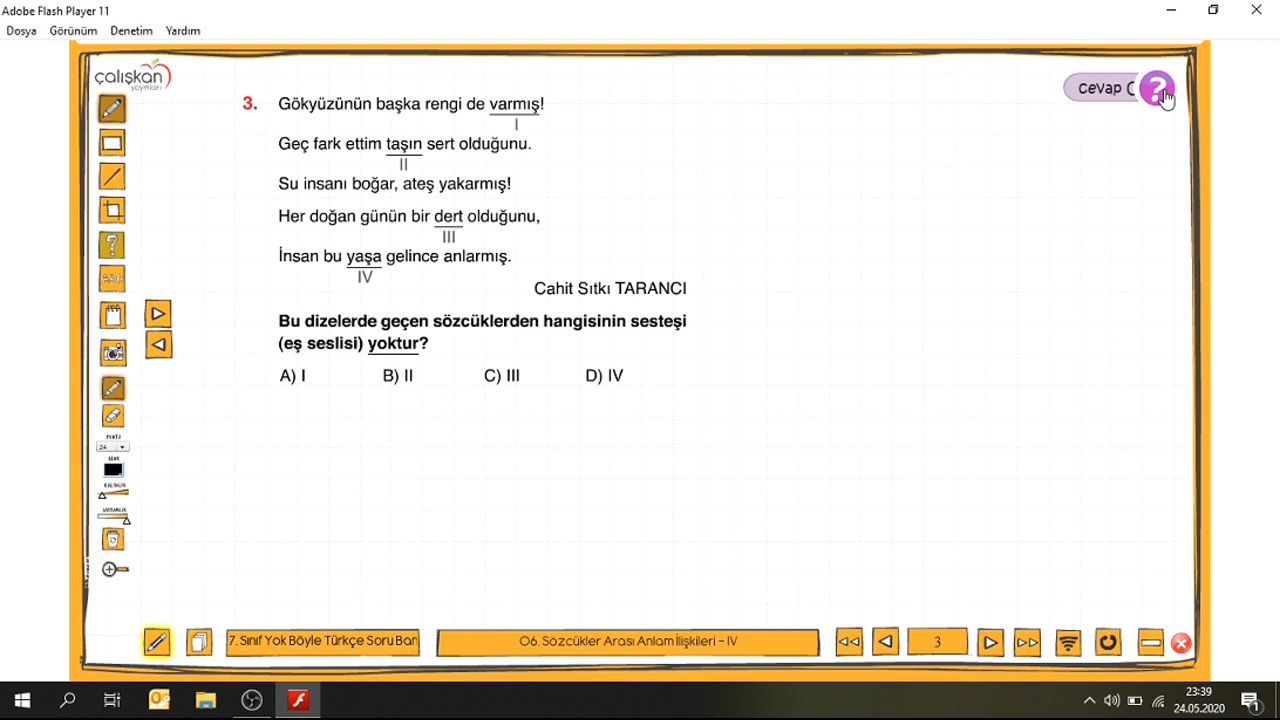 Adobe Flash Player 11
Dosya Görünüm Denetim Yardım
çalışkan
yayınları
Cevap C
3. Gökyüzünün başka rengi de varmış!
I
Geç fark ettim taşın sert olduğunu.
II
Su insanı boğar, ateş yakarmış!
Her doğan günün bir dert olduğunu,
III
İnsan bu yaşa gelince anlarmış.
IV
Cahit Sıtkı TARANCI
Bu dizelerde geçen sözcüklerden hangisinin sesteşi
(eş seslisi) yoktur?
A) I B) II C) III D) IV
PUNTO
24
7. Sınıf Yok Böyle Türkçe Soru Ban
06. Sözcükler Arası Anlam İlişkileri - IV
3
23:39
24.05.2020
1